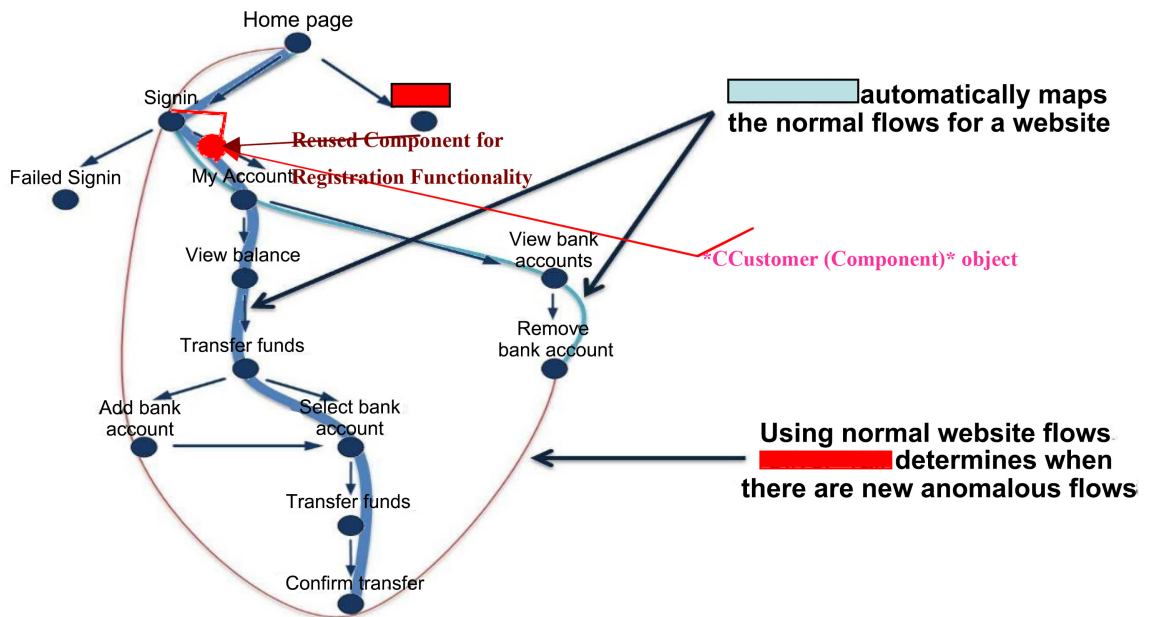 Home page
Signin
automatically maps
the normal flows for a website
Reused Component for
Failed Signin
My Account
Registration Functionality
View balance
View bank
accounts
*CCustomer (Component)* object
Transfer funds
Remove
bank account
Add bank
account
Select bank
account
Using normal website flows
determines when
there are new anomalous flows
Transfer funds
Confirm transfer